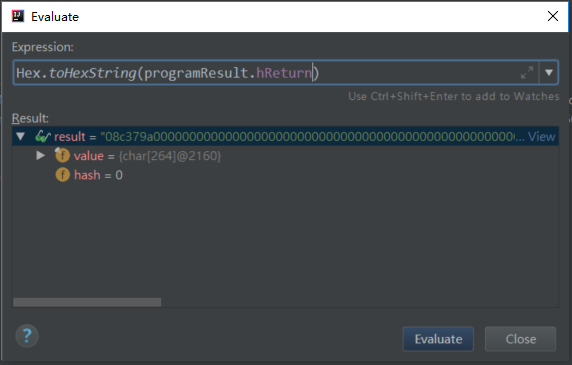 Evaluate
Expression:
Hex.toHexString(programResult.hReturn)
Use Ctrl+Shift+Enter to add to Watches
Result:
result = "08c379a000000000000000000000000000000000000000000000000000... View
value = {char[264]@2160}
hash = 0
?
Evaluate
Close